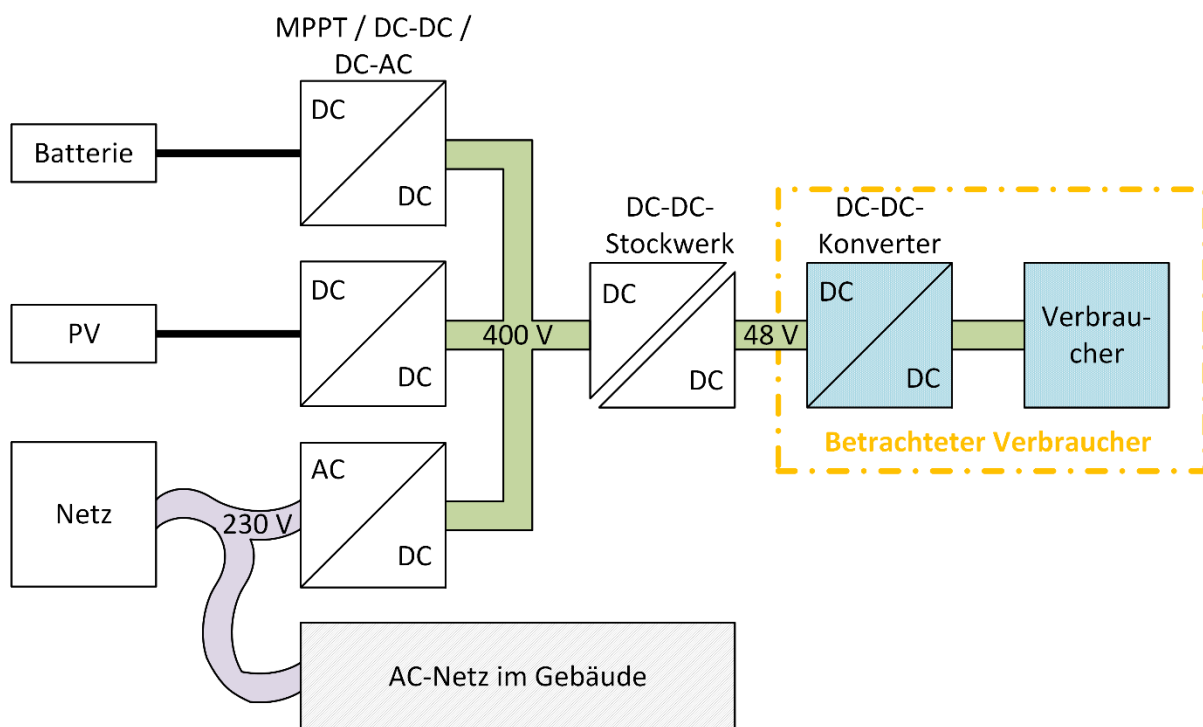 MPPT / DC-DC /
DC-AC
DC
DC
Batterie
DC-DC-
Stockwerk
DC-DC-
Konverter
DC
DC
PV
400 V
DC
DC
48 V
DC
DC
Verbrau-
cher
Betrachteter Verbraucher
Netz
230 V
AC
DC
AC-Netz im Gebäude